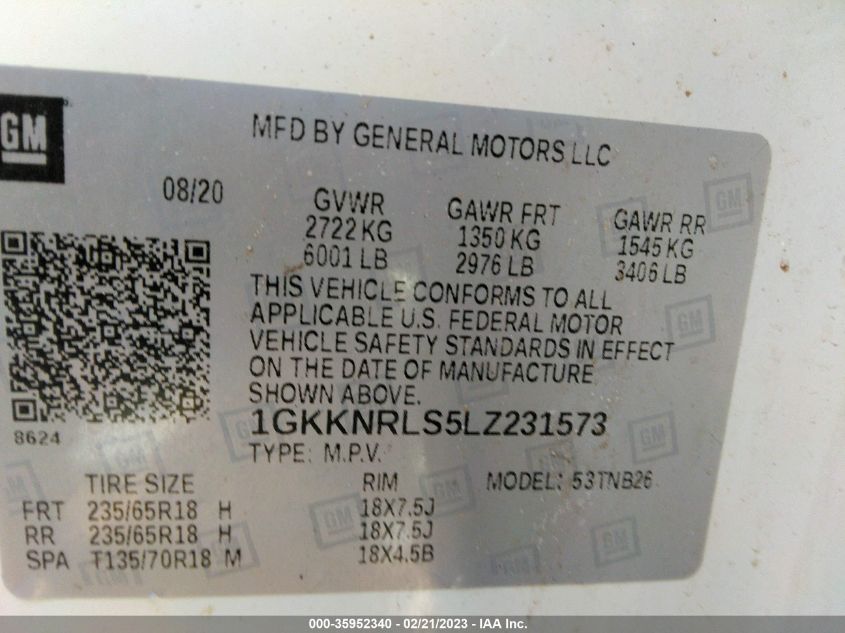 GM
MFD BY GENERAL MOTORS LLC
08/20
GVWR
2722 KG
6001 LB
GAWR FRT
1350 KG
2976 LB
GAWR RR
1545 KG
3406 LB
THIS VEHICLE CONFORMS TO ALL
APPLICABLE U.S. FEDERAL MOTOR
VEHICLE SAFETY STANDARDS IN EFFECT
ON THE DATE OF MANUFACTURE
SHOWN ABOVE.
8624
1GKKNRLS5LZ231573
TYPE: M.P.V.
MODEL: 53TNB26
TIRE SIZE RIM
FRT 235/65R18 H 18X7.5J
RR 235/65R18 H 18X7.5J
SPA T135/70R18 M 18X4.5B
000-35952340 - 02/21/2023 - IAA Inc.